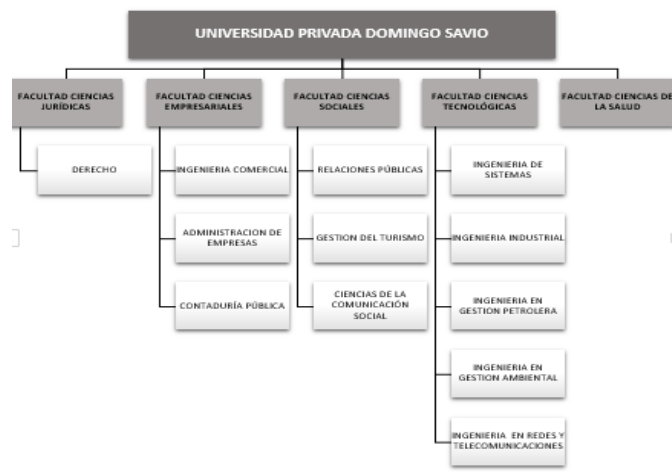 UNIVERSIDAD PRIVADA DOMINGO SAVIO
FACULTAD CIENCIAS
JURÍDICAS
DERECHO
FACULTAD CIENCIAS
EMPRESARIALES
INGENIERIA COMERCIAL
ADMINISTRACION DE
EMPRESAS
CONTADURÍA PÚBLICA
FACULTAD CIENCIAS
SOCIALES
RELACIONES PÚBLICAS
GESTION DEL TURISMO
CIENCIAS DE LA
COMUNICACIÓN
SOCIAL
FACULTAD CIENCIAS
TECNOLÓGICAS
INGENIERIA DE
SISTEMAS
INGENIERIA INDUSTRIAL
INGENIERIA EN
GESTION PETROLERA
INGENIERIA EN
GESTION AMBIENTAL
INGENIERIA EN REDES Y
TELECOMUNICACIONES
FACULTAD CIENCIAS DE
LA SALUD